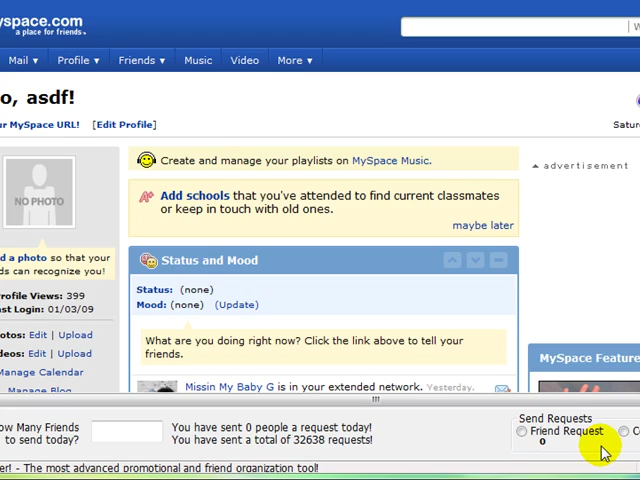 yspace.com
a place for friends.
W
Mail ▾ Profile ▾ Friends ▾ Music Video More ▾
o, asdf!
ur MySpace URL! [Edit Profile]
Satur
Create and manage your playlists on MySpace Music.
advertisement
Add schools that you've attended to find current classmates
or keep in touch with old ones.
maybe later
NO PHOTO
d a photo so that your
ds can recognize you!
Status and Mood
Status: (none)
Mood: (none) (Update)
rofile Views: 399
ast Login: 01/03/09
What are you doing right now? Click the link above to tell your
friends.
otos: Edit | Upload
deos: Edit | Upload
Manage Calendar
Manage Blog
MySpace Feature
Missin My Baby G is in your extended network. Yesterday.
ow Many Friends
to send today?
You have sent 0 people a request today!
You have sent a total of 32638 requests!
Send Requests
Friend Request
0
C
er! - The most advanced promotional and friend organization tool!